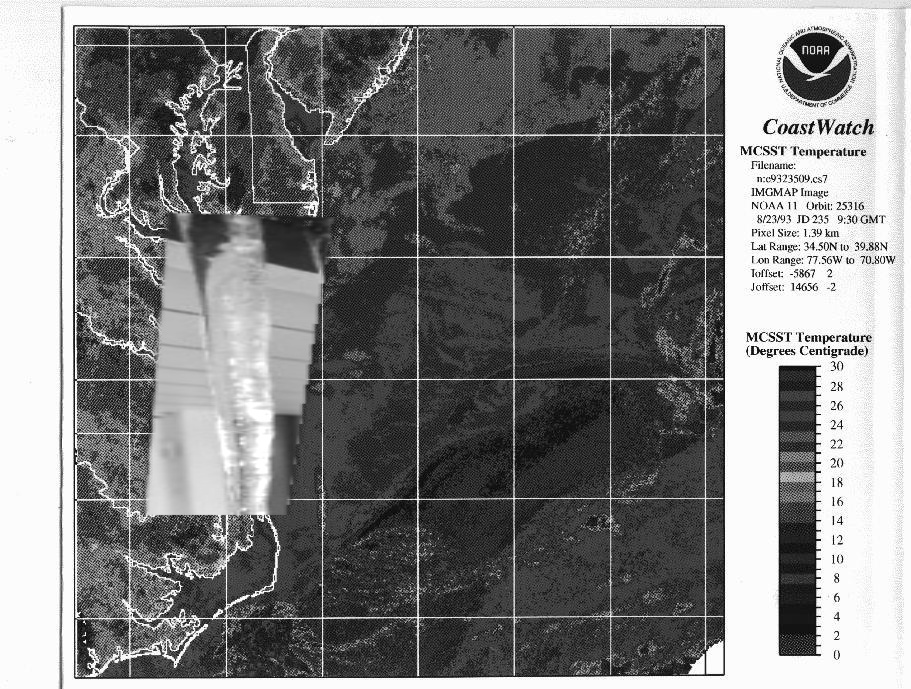 NATIONAL OCEANIC AND ATMOSPHERIC ADMINISTRATION
U.S. DEPARTMENT OF COMMERCE
NOAA
CoastWatch
MCSST Temperature
Filename:
n:c9323509.cs7
IMGMAP Image
NOAA 11 Orbit: 25316
8/23/93 JD 235 9:30 GMT
Pixel Size: 1.39 km
Lat Range: 34.50N to 39.88N
Lon Range: 77.56W to 70.80W
Ioffset: -5867 2
Joffset: 14656 -2
MCSST Temperature
(Degrees Centigrade)
30
28
26
24
22
20
18
16
14
12
10
8
6
4
2
0